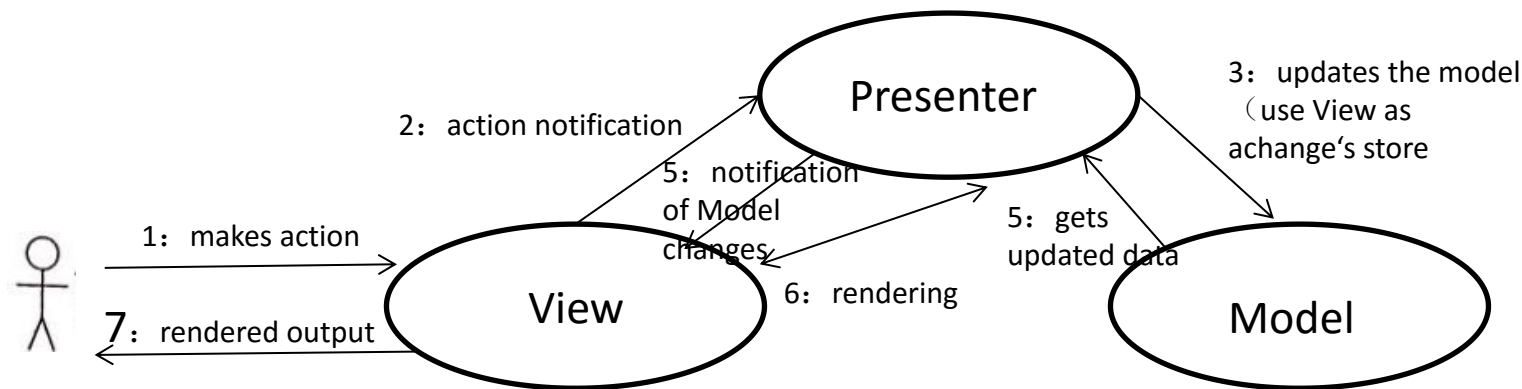 Presenter
3：updates the model
（use View as
achange‘s store
2：action notification
5：notification
of Model
changes
5：gets
updated data
1：makes action
6：rendering
View
Model
7：rendered output